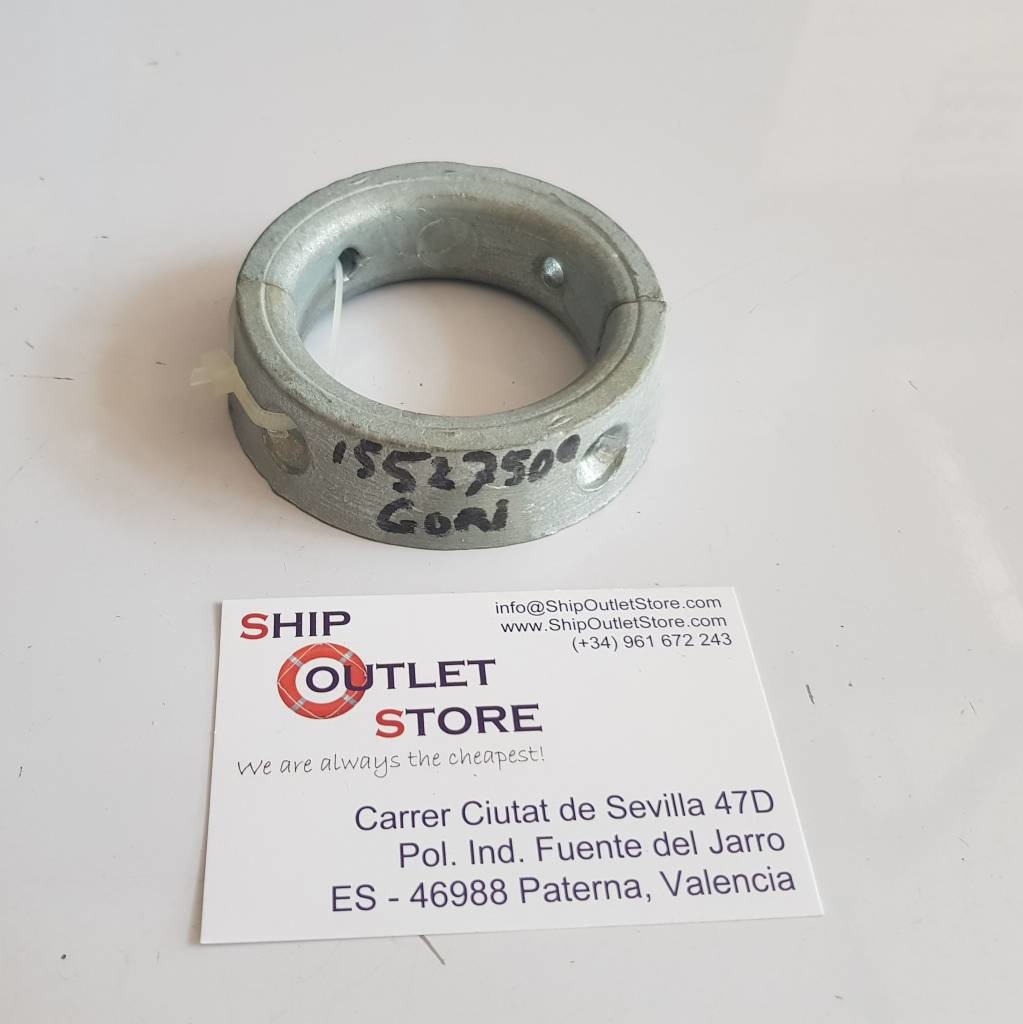 15527500
GORI
SHIP
OUTLET
STORE
We are always the cheapest!
info@ShipOutletStore.com
www.ShipOutletStore.com
(+34) 961 672 243
Carrer Ciutat de Sevilla 47D
Pol. Ind. Fuente del Jarro
ES - 46988 Paterna, Valencia